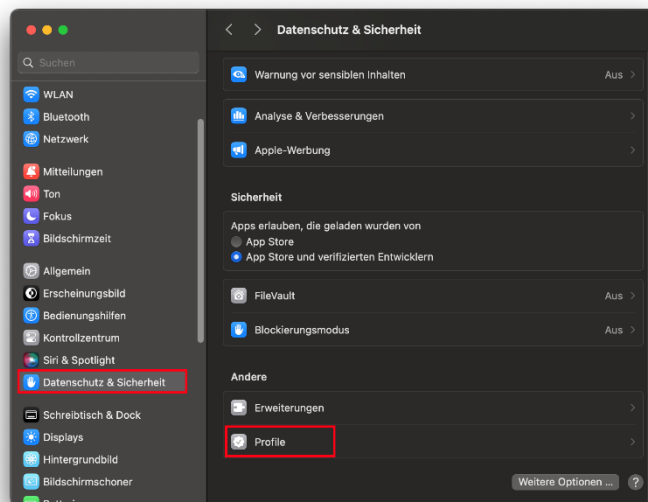 Datenschutz & Sicherheit
Suchen
WLAN
Bluetooth
Netzwerk
Mitteilungen
Ton
Fokus
Bildschirmzeit
Allgemein
Erscheinungsbild
Bedienungshilfen
Kontrollzentrum
Siri & Spotlight
Datenschutz & Sicherheit
Schreibtisch & Dock
Displays
Hintergrundbild
Bildschirmschoner
Warnung vor sensiblen Inhalten Aus
Analyse & Verbesserungen
Apple-Werbung
Sicherheit
Apps erlauben, die geladen wurden von
App Store
App Store und verifizierten Entwicklern
FileVault Aus
Blockierungsmodus Aus
Andere
Erweiterungen
Profile
Weitere Optionen ... ?